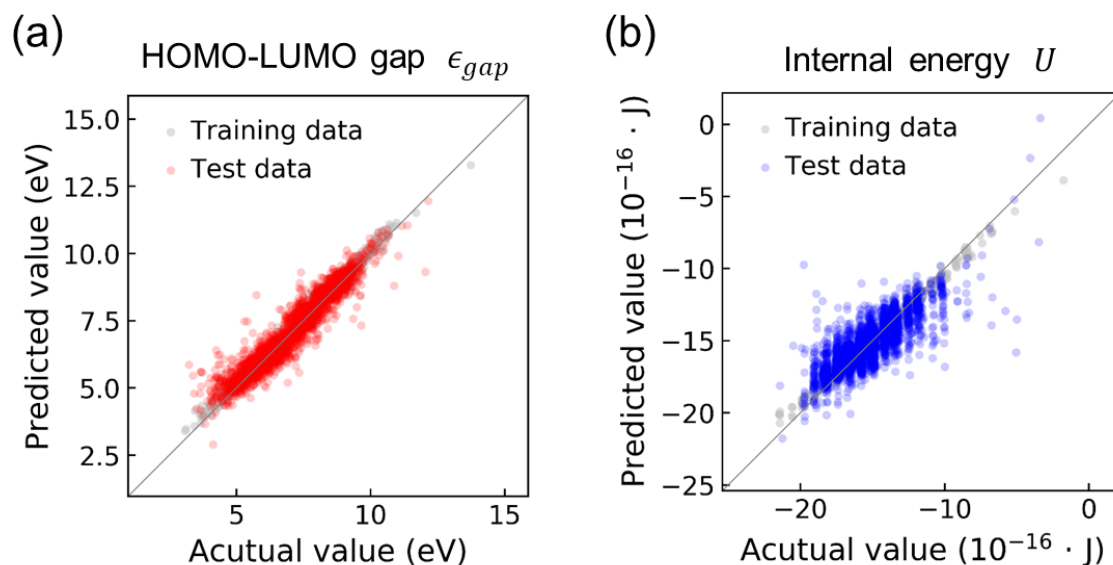 (a)
HOMO-LUMO gap ϵ_gap
Training data
Test data
15.0
12.5
10.0
7.5
5.0
2.5
Predicted value (eV)
5 10 15
Acutual value (eV)
(b)
Internal energy U
Training data
Test data
0
−5
−10
−15
−20
−25
Predicted value (10⁻¹⁶ · J)
−20 −10 0
Acutual value (10⁻¹⁶ · J)